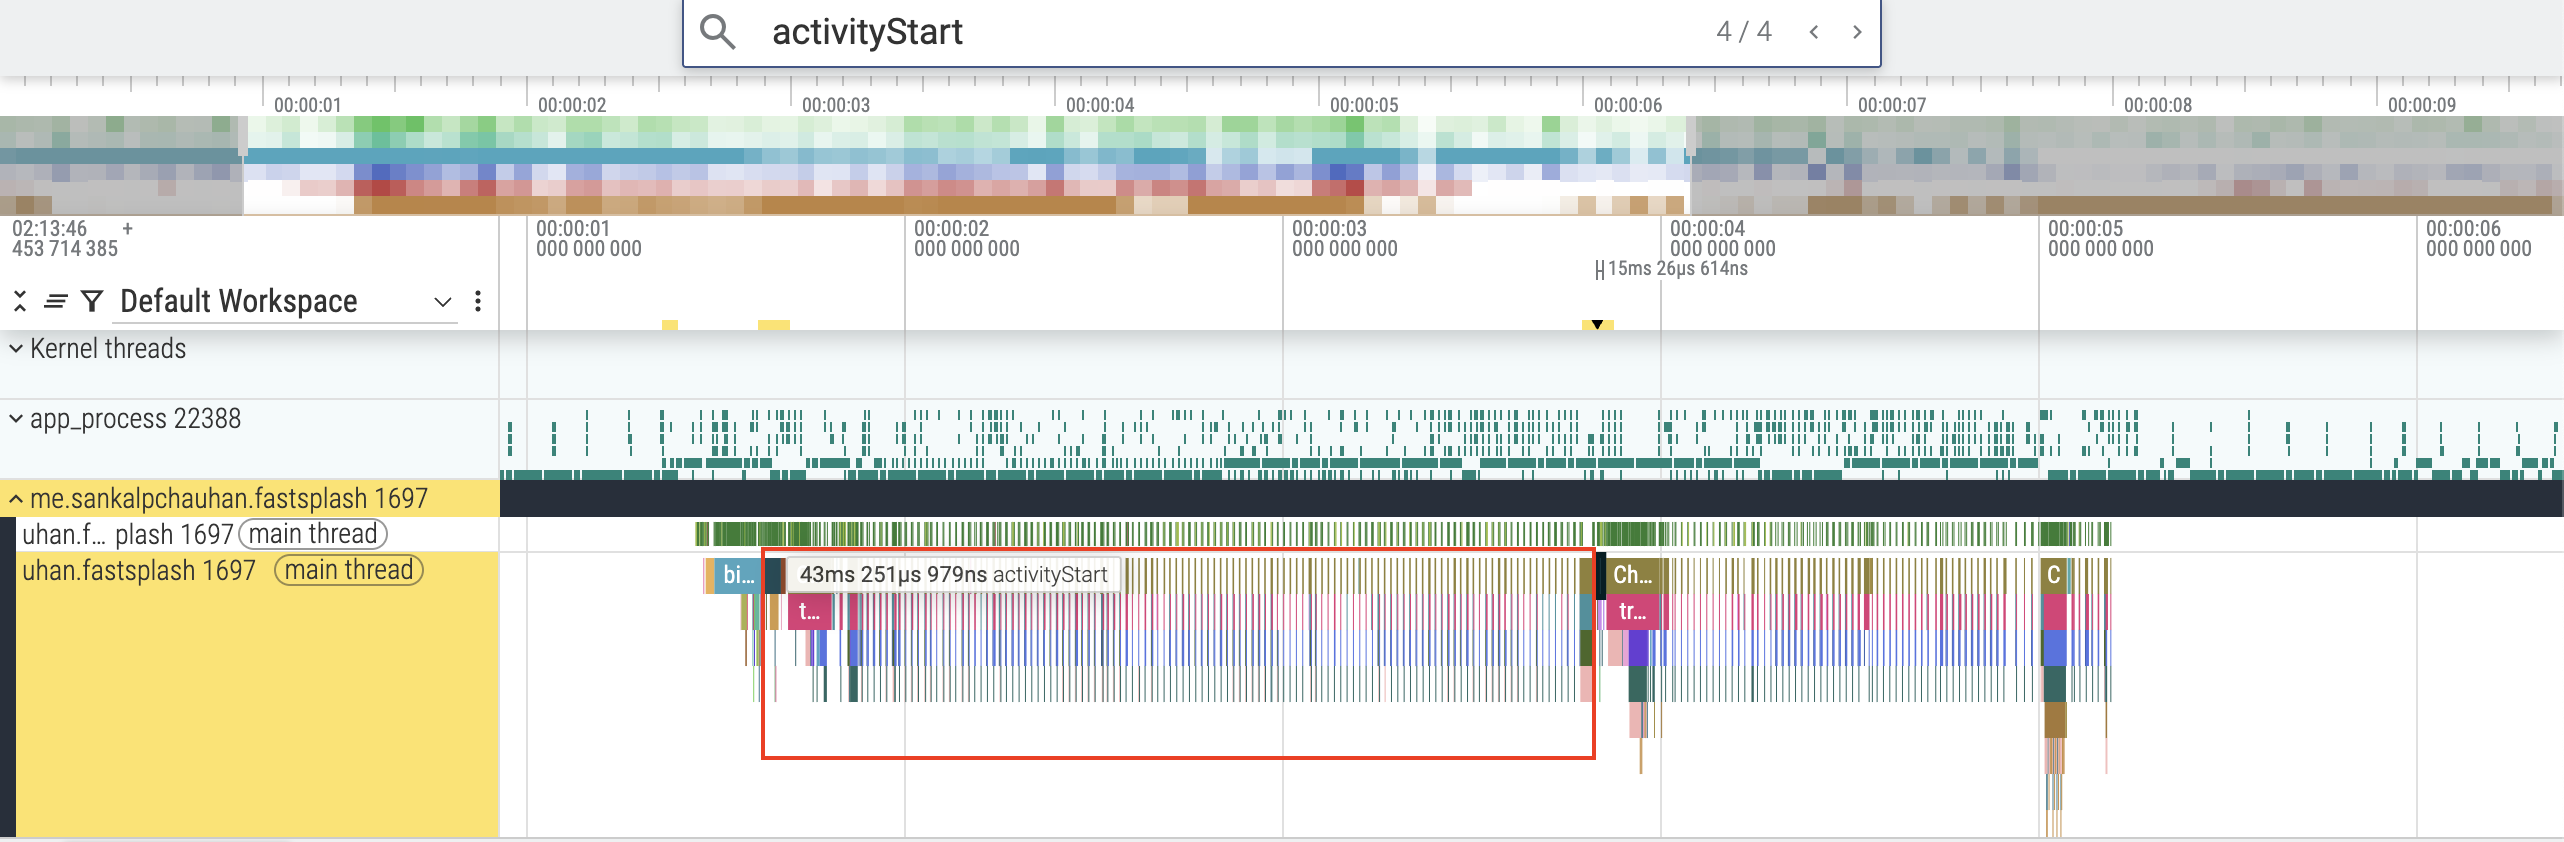 activityStart 4 / 4
00:00:01 00:00:02 00:00:03 00:00:04 00:00:05 00:00:06 00:00:07 00:00:08 00:00:09
02:13:46 + 00:00:01 00:00:02 00:00:03 00:00:04 00:00:05 00:00:06
453 714 385 000 000 000 000 000 000 000 000 000 000 000 000 000 000 000 000 000 000
15ms 26µs 614ns
Default Workspace
Kernel threads
app_process 22388
me.sankalpchauhan.fastsplash 1697
uhan.f... plash 1697 main thread
uhan.fastsplash 1697 main thread bi... 43ms 251µs 979ns activityStart Ch... C
t... tr...